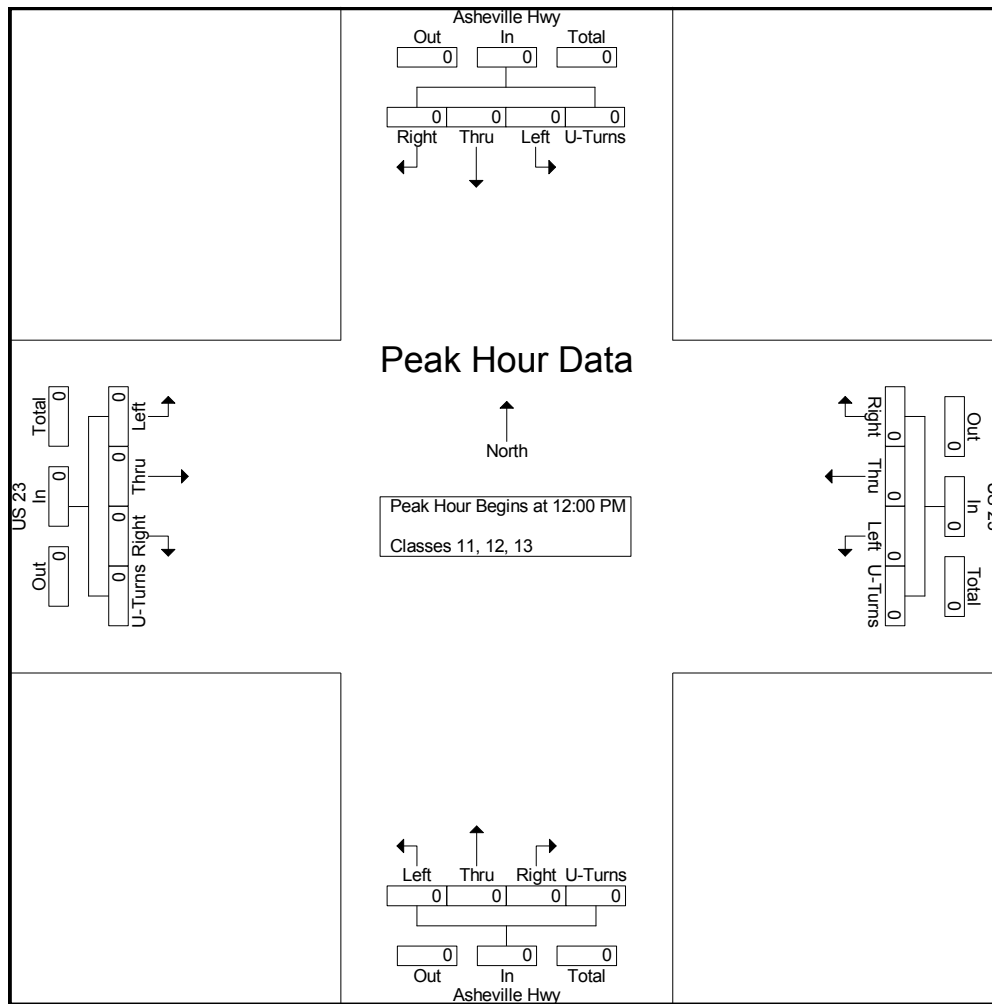 Asheville Hwy
Out In Total
0 0 0
0 0 0 0
Right Thru Left U-Turns
Peak Hour Data
North
Peak Hour Begins at 12:00 PM
Classes 11, 12, 13
US 23
Total In Out
0 0 0
0 0 0 0
Left Thru Right U-Turns
Right Thru Left U-Turns
0 0 0 0
0 0 0
Out In Total
Left Thru Right U-Turns
0 0 0 0
0 0 0
Out In Total
Asheville Hwy